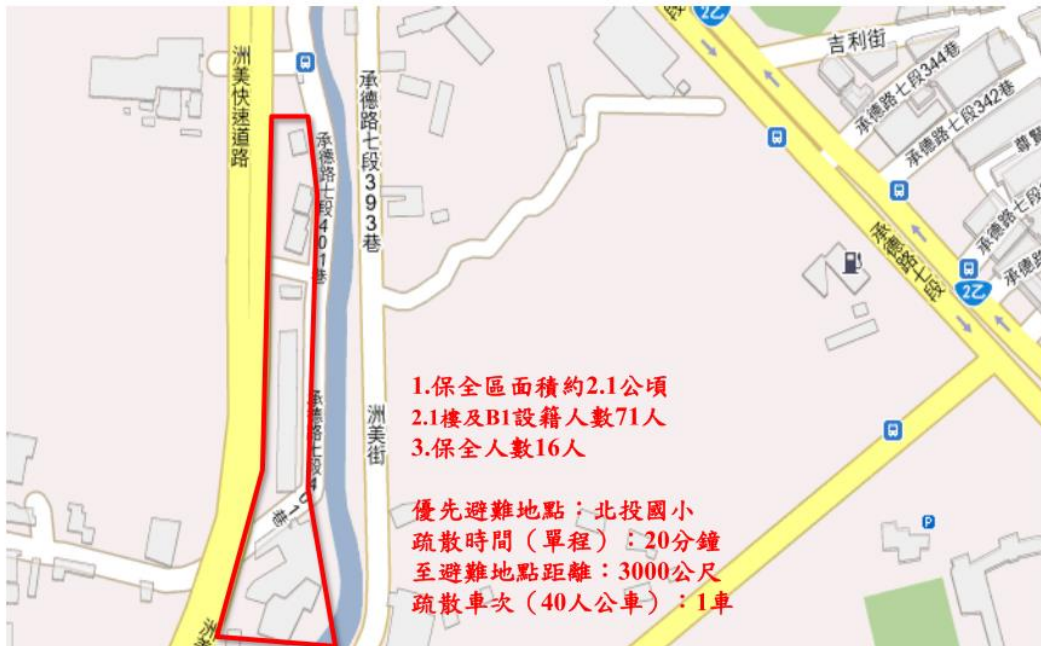 2乙
吉利街
承德路七段344巷
承德路七段342巷
洲美快速道路
承德路七段393巷
承德路七段401巷
承德路七段
2乙
1.保全區面積約2.1公頃
2.1樓及B1設籍人數71人
3.保全人數16人
洲美街
優先避難地點：北投國小
疏散時間（單程）：20分鐘
至避難地點距離：3000公尺
疏散車次（40人公車）：1車
P